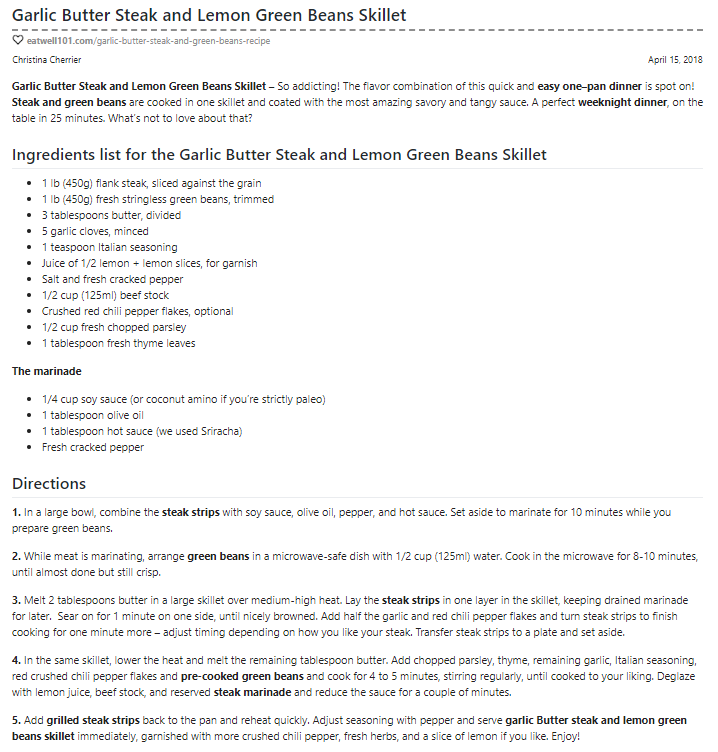 Garlic Butter Steak and Lemon Green Beans Skillet
eatwell101.com/garlic-butter-steak-and-green-beans-recipe
Christina Cherrier April 15, 2018
Garlic Butter Steak and Lemon Green Beans Skillet – So addicting! The flavor combination of this quick and easy one–pan dinner is spot on!
Steak and green beans are cooked in one skillet and coated with the most amazing savory and tangy sauce. A perfect weeknight dinner, on the
table in 25 minutes. What's not to love about that?
Ingredients list for the Garlic Butter Steak and Lemon Green Beans Skillet
• 1 lb (450g) flank steak, sliced against the grain
• 1 lb (450g) fresh stringless green beans, trimmed
• 3 tablespoons butter, divided
• 5 garlic cloves, minced
• 1 teaspoon Italian seasoning
• Juice of 1/2 lemon + lemon slices, for garnish
• Salt and fresh cracked pepper
• 1/2 cup (125ml) beef stock
• Crushed red chili pepper flakes, optional
• 1/2 cup fresh chopped parsley
• 1 tablespoon fresh thyme leaves
The marinade
• 1/4 cup soy sauce (or coconut amino if you're strictly paleo)
• 1 tablespoon olive oil
• 1 tablespoon hot sauce (we used Sriracha)
• Fresh cracked pepper
Directions
1. In a large bowl, combine the steak strips with soy sauce, olive oil, pepper, and hot sauce. Set aside to marinate for 10 minutes while you
prepare green beans.
2. While meat is marinating, arrange green beans in a microwave-safe dish with 1/2 cup (125ml) water. Cook in the microwave for 8-10 minutes,
until almost done but still crisp.
3. Melt 2 tablespoons butter in a large skillet over medium-high heat. Lay the steak strips in one layer in the skillet, keeping drained marinade
for later. Sear on for 1 minute on one side, until nicely browned. Add half the garlic and red chili pepper flakes and turn steak strips to finish
cooking for one minute more – adjust timing depending on how you like your steak. Transfer steak strips to a plate and set aside.
4. In the same skillet, lower the heat and melt the remaining tablespoon butter. Add chopped parsley, thyme, remaining garlic, Italian seasoning,
red crushed chili pepper flakes and pre-cooked green beans and cook for 4 to 5 minutes, stirring regularly, until cooked to your liking. Deglaze
with lemon juice, beef stock, and reserved steak marinade and reduce the sauce for a couple of minutes.
5. Add grilled steak strips back to the pan and reheat quickly. Adjust seasoning with pepper and serve garlic Butter steak and lemon green
beans skillet immediately, garnished with more crushed chili pepper, fresh herbs, and a slice of lemon if you like. Enjoy!